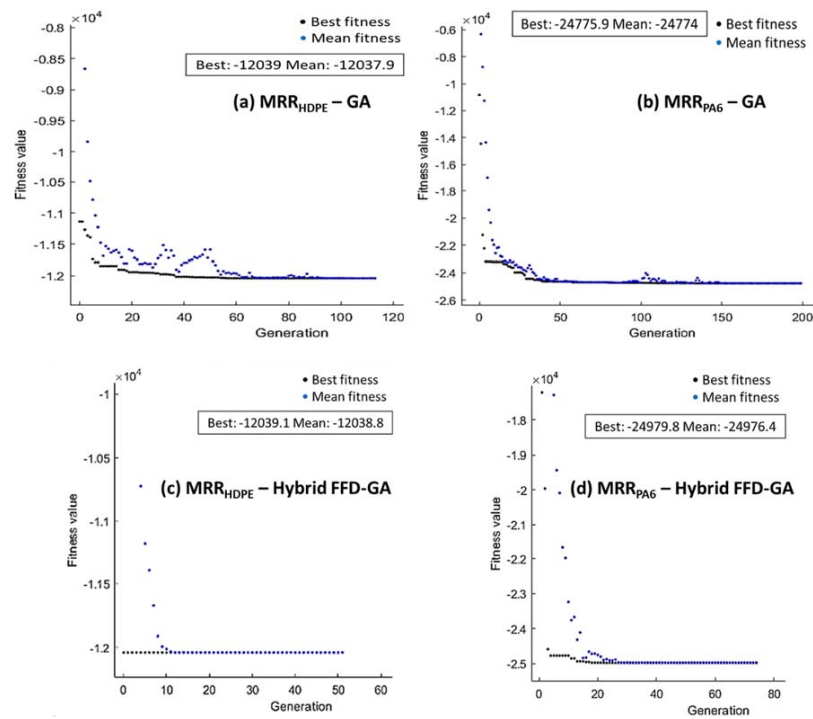 ×10⁴
-0.8
-0.85
-0.9
-0.95
-1
-1.05
-1.1
-1.15
-1.2
Fitness value
Best fitness
Mean fitness
Best: -12039 Mean: -12037.9
(a) MRR_HDPE – GA
0 20 40 60 80 100 120
Generation
×10⁴
-0.6
-0.8
-1
-1.2
-1.4
-1.6
-1.8
-2
-2.2
-2.4
-2.6
Fitness value
Best: -24775.9 Mean: -24774
Best fitness
Mean fitness
(b) MRR_PA6 – GA
0 50 100 150 200
Generation
×10⁴
-1
-1.05
-1.1
-1.15
-1.2
Fitness value
Best fitness
Mean fitness
Best: -12039.1 Mean: -12038.8
(c) MRR_HDPE – Hybrid FFD-GA
0 10 20 30 40 50 60
Generation
×10⁴
-1.8
-1.9
-2
-2.1
-2.2
-2.3
-2.4
-2.5
Fitness value
Best fitness
Mean fitness
Best: -24979.8 Mean: -24976.4
(d) MRR_PA6 – Hybrid FFD-GA
0 20 40 60 80
Generation